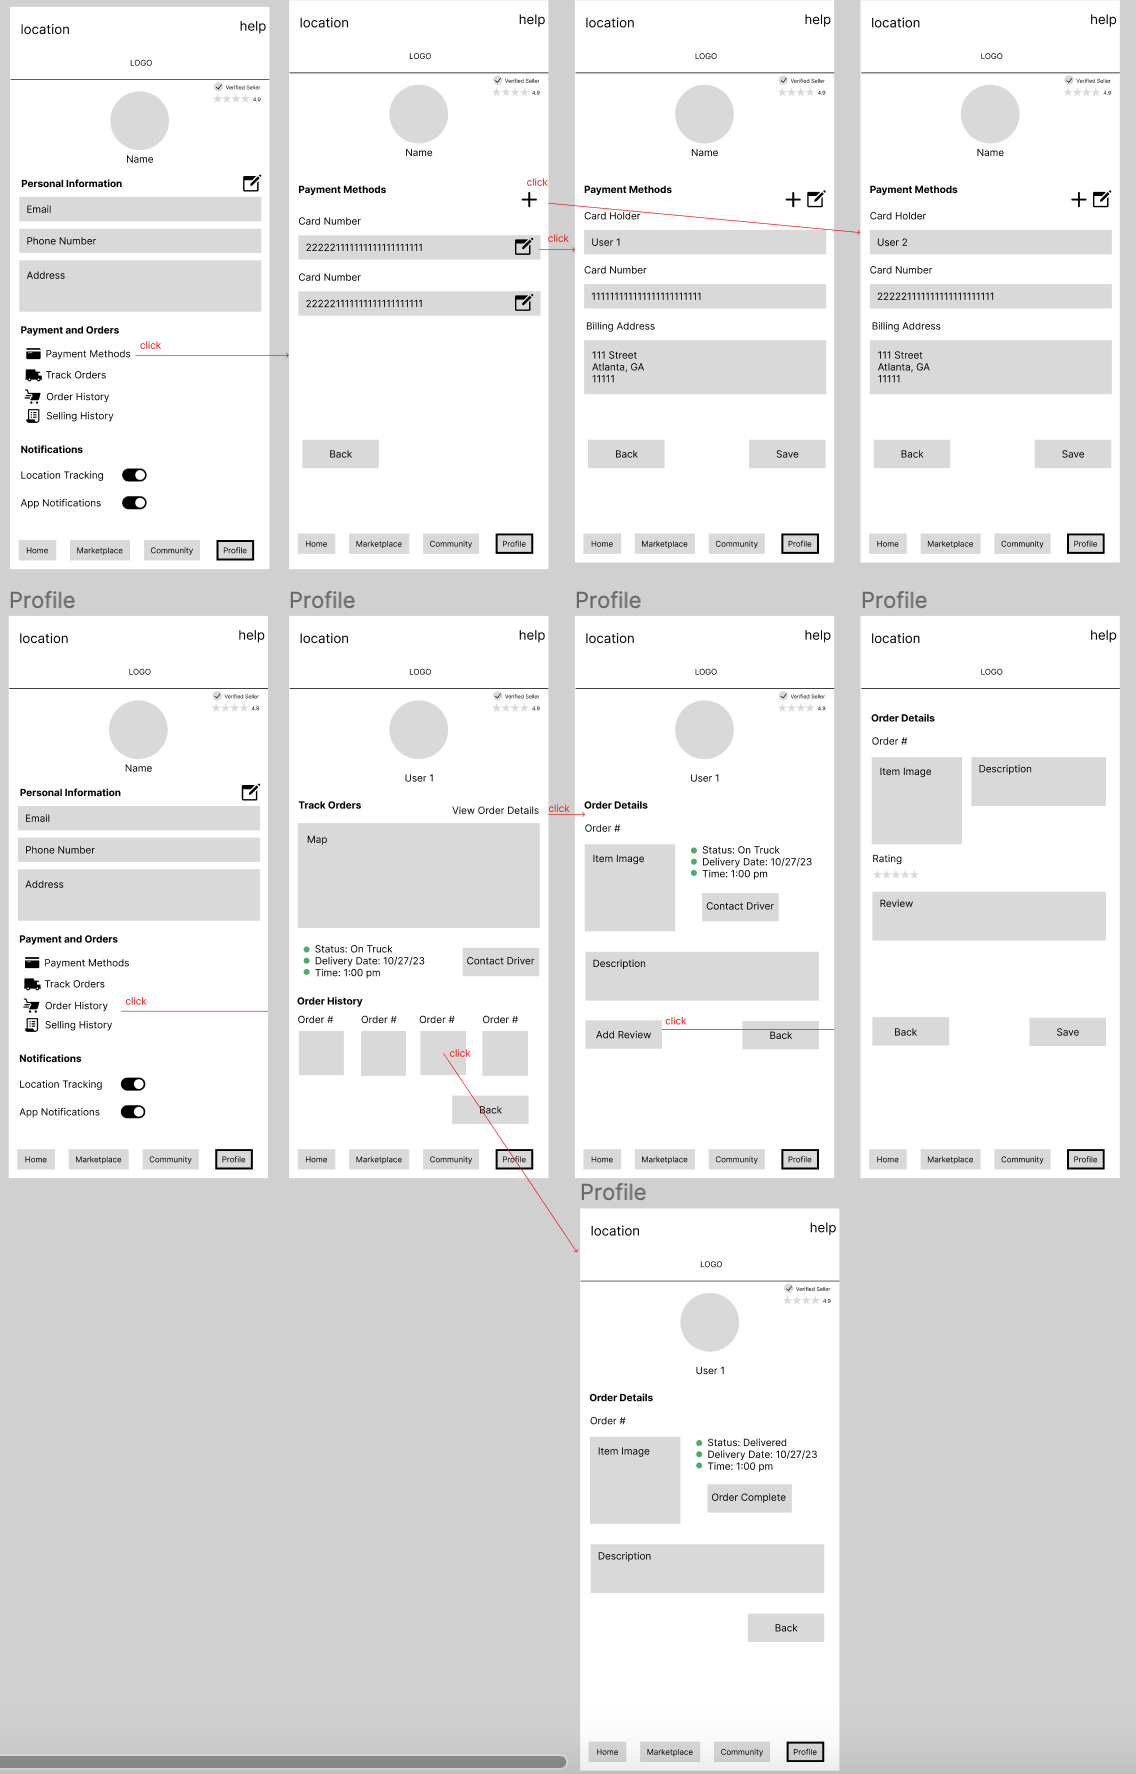 location
help
LOGO
Verified Seller
4.9
Name
Personal Information
Email
Phone Number
Address
Payment and Orders
Payment Methods
click
Track Orders
Order History
Selling History
Notifications
Location Tracking
App Notifications
Home Marketplace Community Profile
location
help
LOGO
Verified Seller
4.9
Name
click
Payment Methods
Card Number
click
Card Number
Back
Home Marketplace Community Profile
location
help
LOGO
Verified Seller
4.9
Name
Payment Methods
Card Holder
User 1
Card Number
Billing Address
111 Street
Atlanta, GA
11111
Back Save
Home Marketplace Community Profile
location
help
LOGO
Verified Seller
4.9
Name
Payment Methods
Card Holder
User 2
Card Number
Billing Address
111 Street
Atlanta, GA
11111
Back Save
Home Marketplace Community Profile
Profile
location
help
LOGO
Verified Seller
4.9
Name
Personal Information
Email
Phone Number
Address
Payment and Orders
Payment Methods
Track Orders
Order History click
Selling History
Notifications
Location Tracking
App Notifications
Home Marketplace Community Profile
Profile
location
help
LOGO
Verified Seller
4.9
User 1
Track Orders
View Order Details
click
Map
Status: On Truck
Delivery Date: 10/27/23
Time: 1:00 pm
Contact Driver
Order History
Order # Order # Order # Order #
click
Back
Home Marketplace Community Profile
Profile
location
help
LOGO
Verified Seller
4.9
User 1
Order Details
Order #
Item Image
Status: On Truck
Delivery Date: 10/27/23
Time: 1:00 pm
Contact Driver
Description
click
Add Review Back
Home Marketplace Community Profile
Profile
location
help
LOGO
Order Details
Order #
Item Image
Description
Rating
Review
Back Save
Home Marketplace Community Profile
Profile
location
help
LOGO
Verified Seller
4.9
User 1
Order Details
Order #
Item Image
Status: Delivered
Delivery Date: 10/27/23
Time: 1:00 pm
Order Complete
Description
Back
Home Marketplace Community Profile